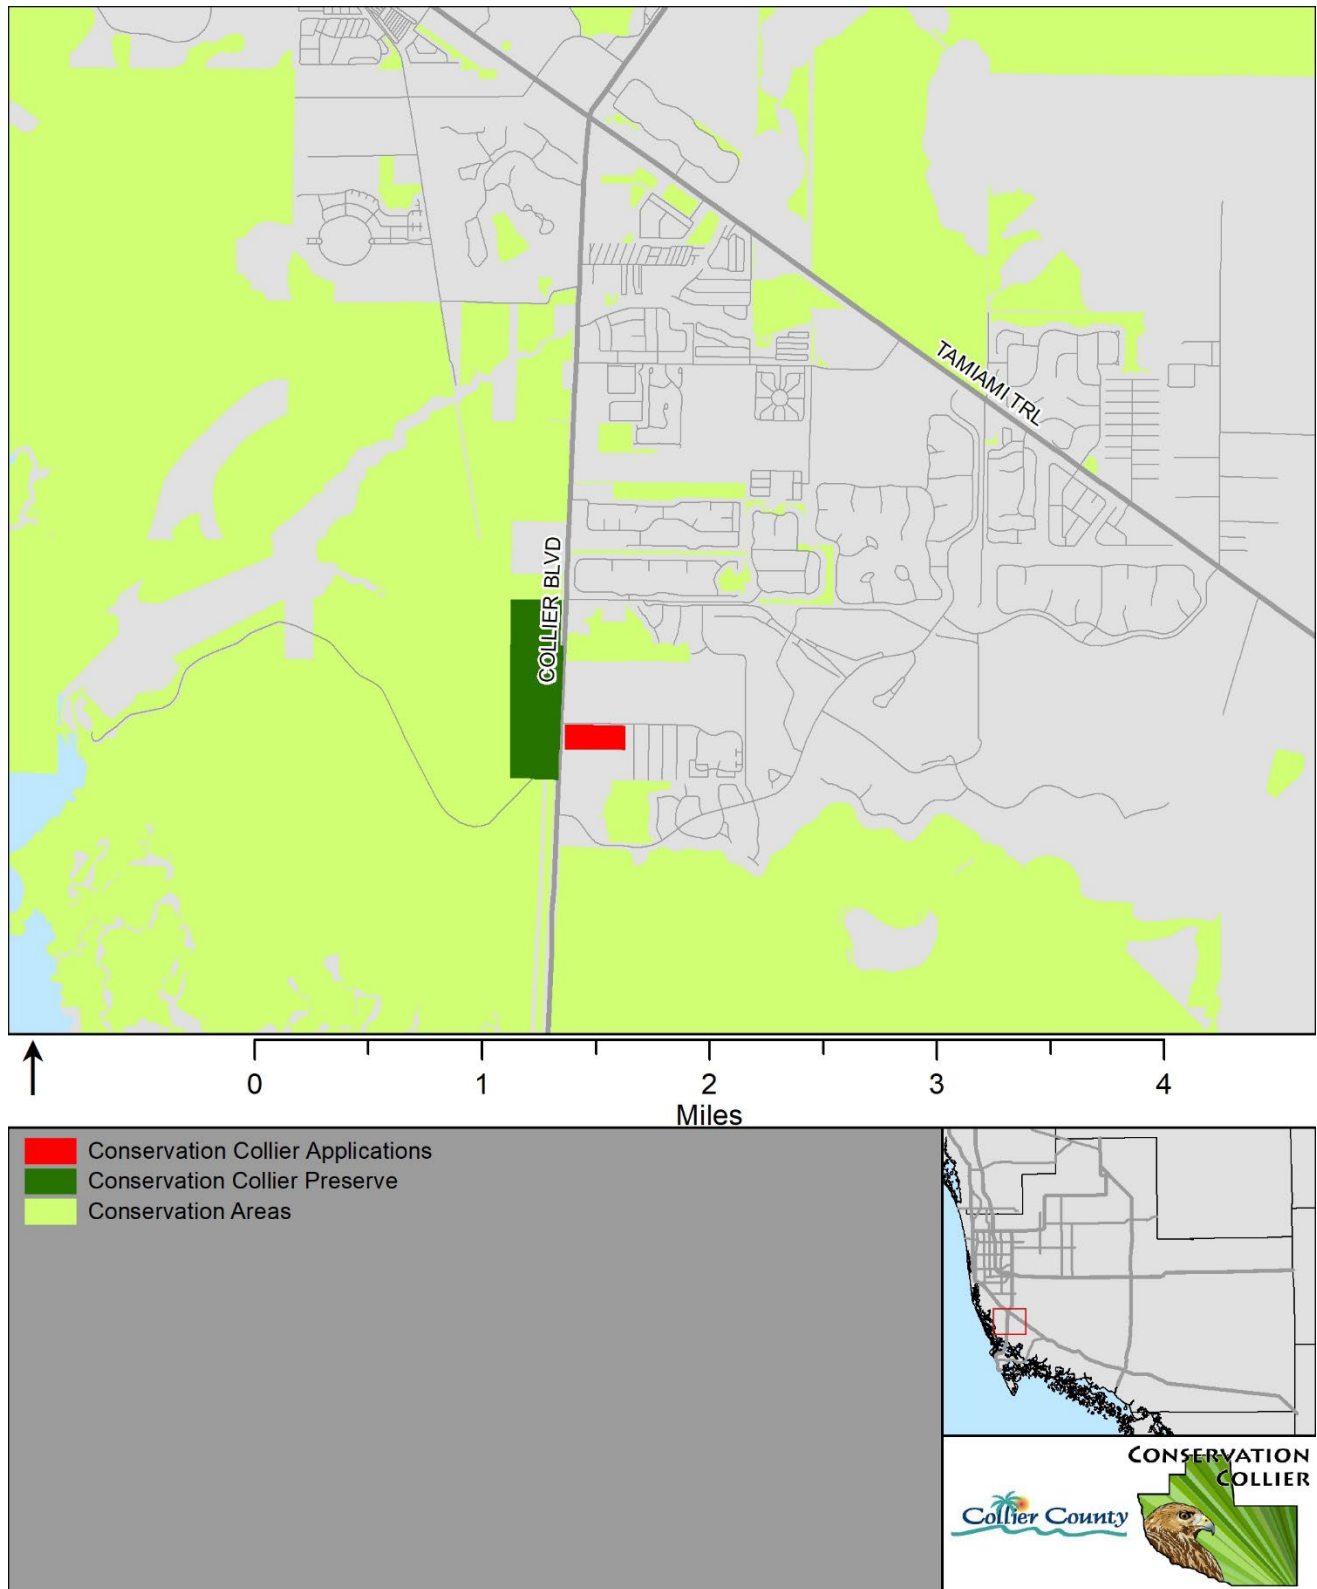 TAMIAMI TRL
COLLIER BLVD
0 1 2 3 4
Miles
Conservation Collier Applications
Conservation Collier Preserve
Conservation Areas
CONSERVATION
COLLIER
Collier County